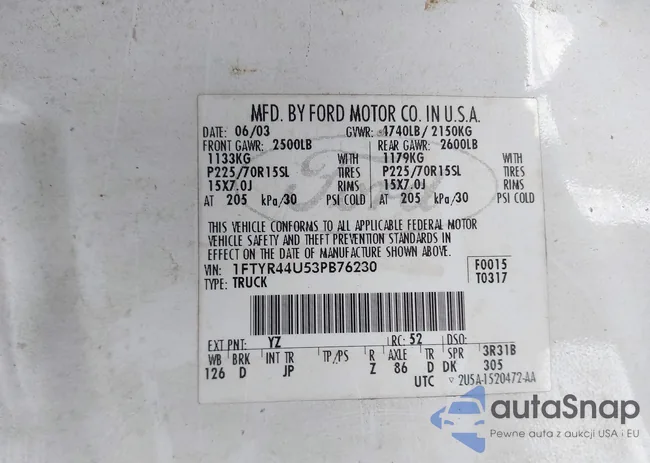 MFD. BY FORD MOTOR CO. IN U.S.A.
DATE: 06/03 GVWR: 4740LB/ 2150KG
FRONT GAWR: 2500LB REAR GAWR: 2600LB
1133KG WITH 1179KG WITH
P225/70R15SL TIRES P225/70R15SL TIRES
15X7.0J RIMS 15X7.0J RIMS
AT 205 kPa/30 PSI COLD AT 205 kPa/30 PSI COLD
Ford
THIS VEHICLE CONFORMS TO ALL APPLICABLE FEDERAL MOTOR
VEHICLE SAFETY AND THEFT PREVENTION STANDARDS IN
EFFECT ON THE DATE OF MANUFACTURE SHOWN ABOVE.
VIN: 1FTYR44U53PB76230 F0015
TYPE: TRUCK T0317
EXT PNT: YZ RC: 52 DSO:
WB BRK INT TR TP/PS R AXLE TR SPR 3R31B
126 D JP Z 86 D DK 305
UTC ▽ 2U5A-1520472-AA
autaSnap
Pewne auta z aukcji USA i EU